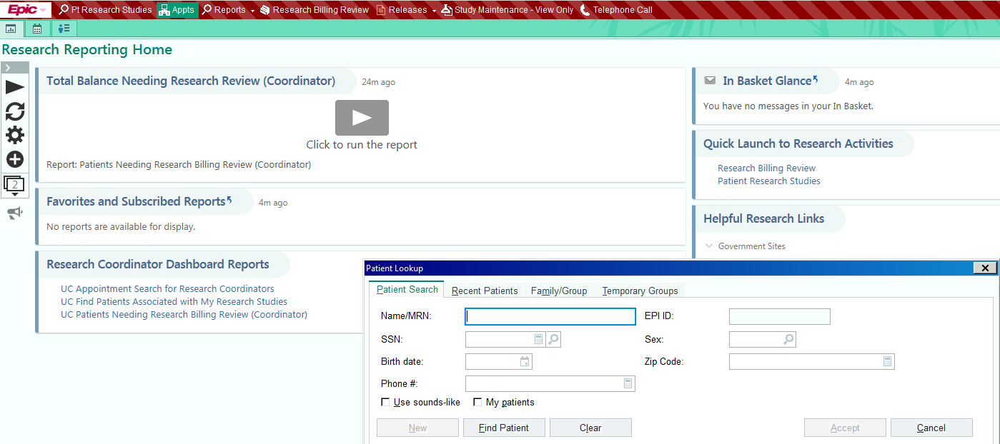 Epic Pt Research Studies Appts Reports Research Billing Review Releases Study Maintenance - View Only Telephone Call
Research Reporting Home
Total Balance Needing Research Review (Coordinator) 24m ago
Click to run the report
Report: Patients Needing Research Billing Review (Coordinator)
2
Favorites and Subscribed Reports 4m ago
No reports are available for display.
Research Coordinator Dashboard Reports
UC Appointment Search for Research Coordinators
UC Find Patients Associated with My Research Studies
UC Patients Needing Research Billing Review (Coordinator)
In Basket Glance 4m ago
You have no messages in your In Basket.
Quick Launch to Research Activities
Research Billing Review
Patient Research Studies
Helpful Research Links
Government Sites
Patient Lookup
Patient Search Recent Patients Family/Group Temporary Groups
Name/MRN: EPI ID:
SSN: Sex:
Birth date: Zip Code:
Phone #:
Use sounds-like My patients
New Find Patient Clear Accept Cancel